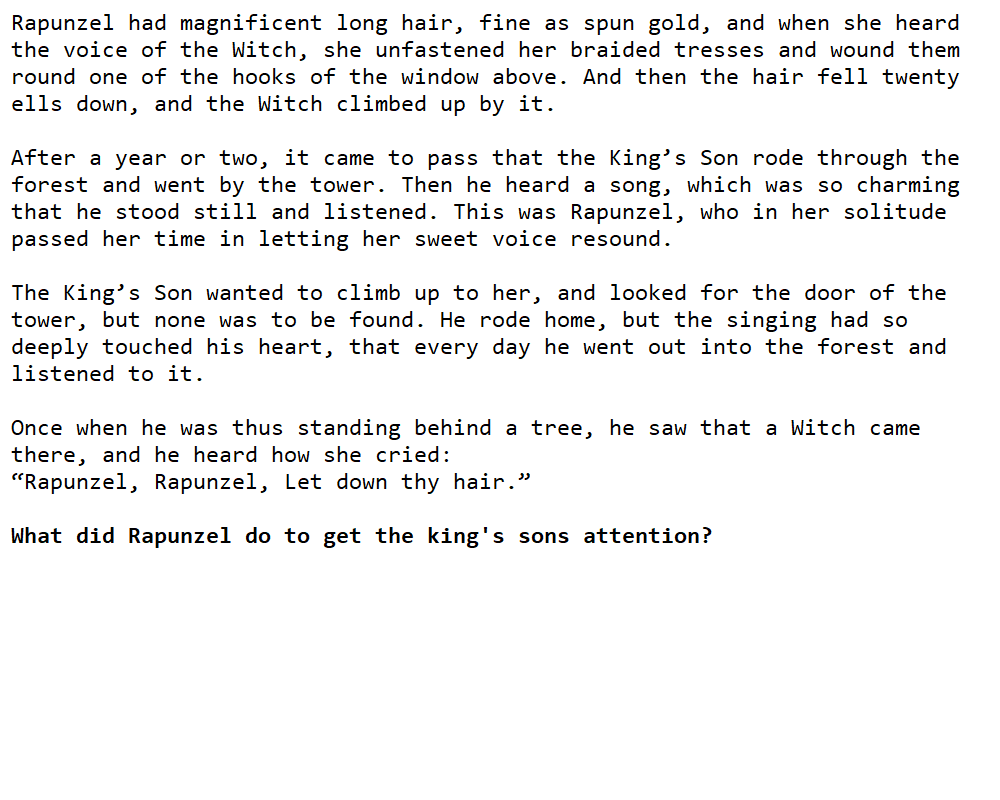 Rapunzel had magnificent long hair, fine as spun gold, and when she heard
the voice of the Witch, she unfastened her braided tresses and wound them
round one of the hooks of the window above. And then the hair fell twenty
ells down, and the Witch climbed up by it.

After a year or two, it came to pass that the King’s Son rode through the
forest and went by the tower. Then he heard a song, which was so charming
that he stood still and listened. This was Rapunzel, who in her solitude
passed her time in letting her sweet voice resound.

The King’s Son wanted to climb up to her, and looked for the door of the
tower, but none was to be found. He rode home, but the singing had so
deeply touched his heart, that every day he went out into the forest and
listened to it.

Once when he was thus standing behind a tree, he saw that a Witch came
there, and he heard how she cried:
“Rapunzel, Rapunzel, Let down thy hair.”

What did Rapunzel do to get the king's sons attention?